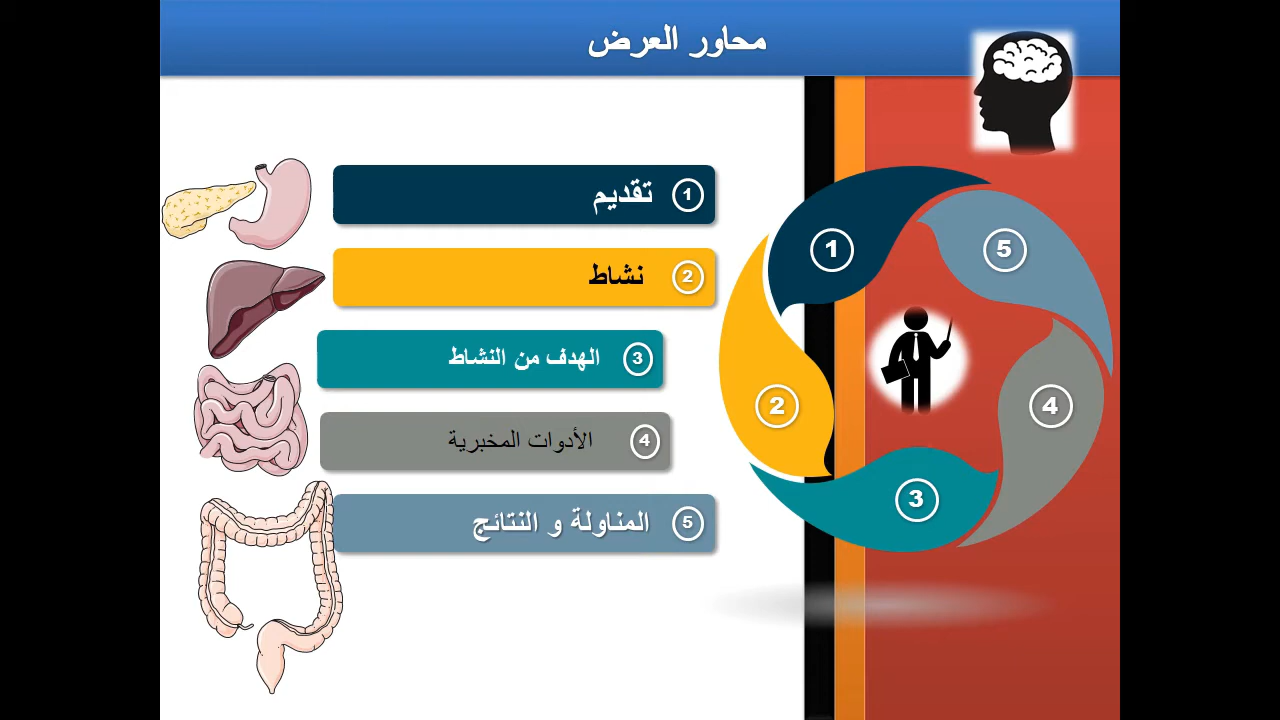 محاور العرض
1 تقديم
2 نشاط
3 الهدف من النشاط
4 الأدوات المخبرية
5 المناولة و النتائج
1
5
2
4
3